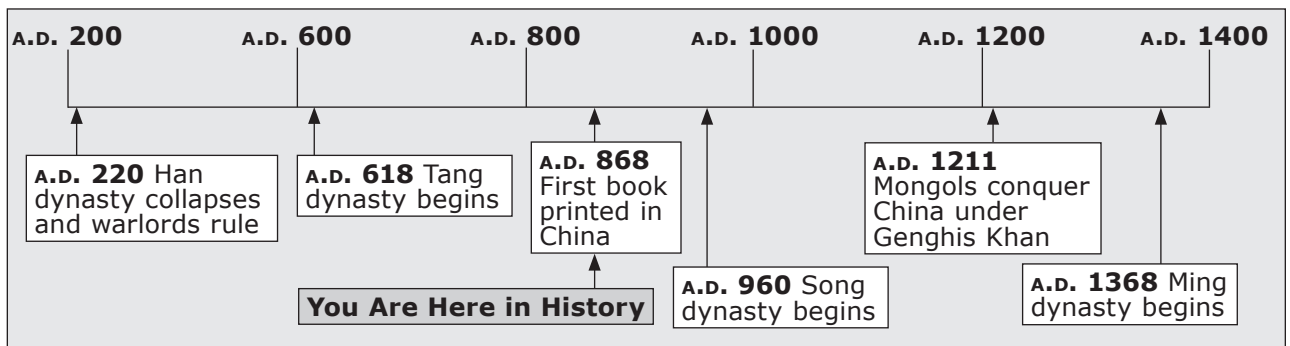 A.D. 200 A.D. 600 A.D. 800 A.D. 1000 A.D. 1200 A.D. 1400
A.D. 220 Han
dynasty collapses
and warlords rule
A.D. 618 Tang
dynasty begins
A.D. 868
First book
printed in
China
You Are Here in History
A.D. 960 Song
dynasty begins
A.D. 1211
Mongols conquer
China under
Genghis Khan
A.D. 1368 Ming
dynasty begins